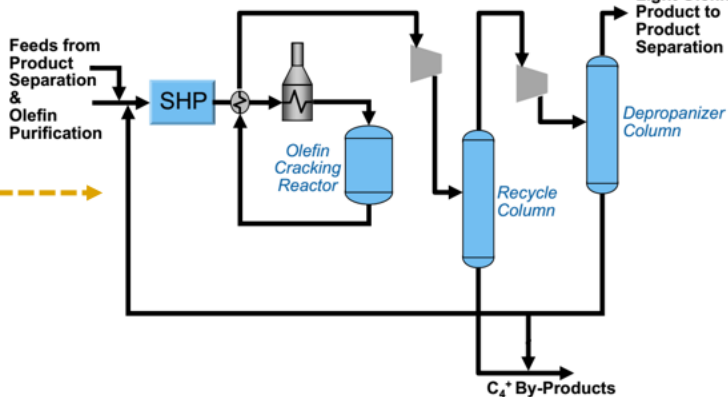 Feeds from
Product
Separation
&
Olefin
Purification
SHP
Olefin
Cracking
Reactor
Recycle
Column
Product to
Product
Separation
Depropanizer
Column
C₄⁺ By-Products